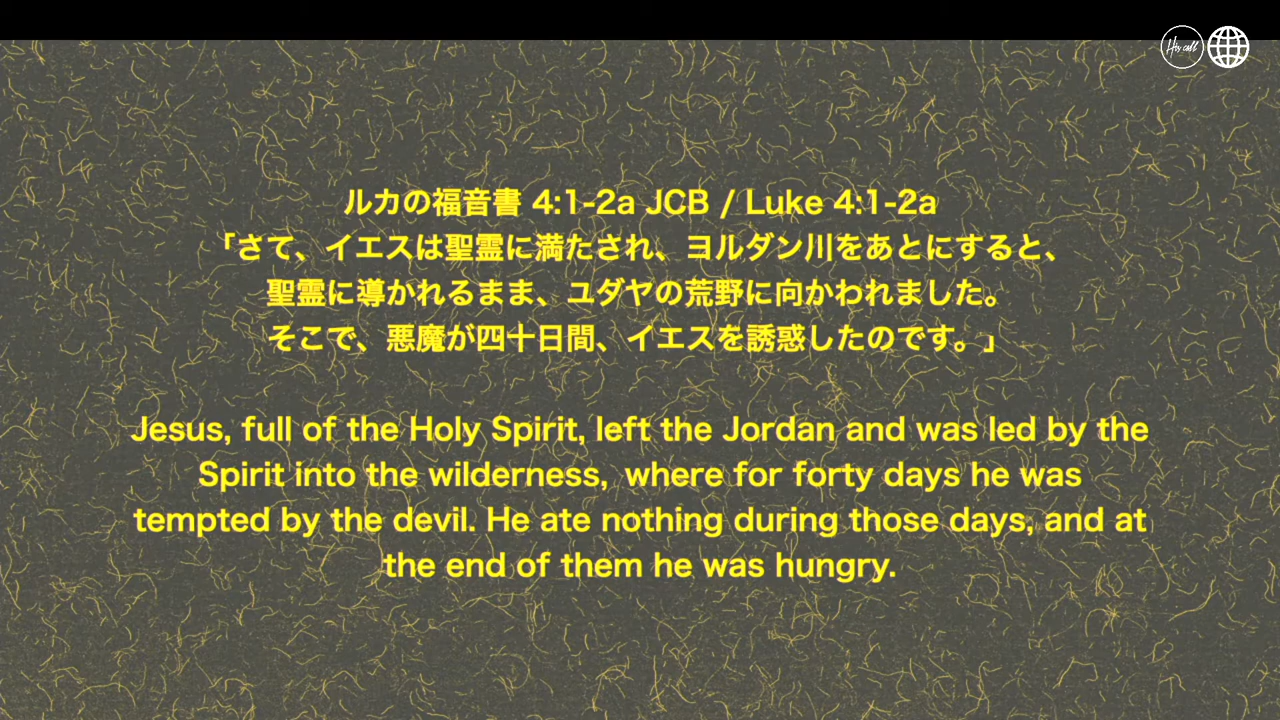 His call
ルカの福音書 4:1-2a JCB / Luke 4:1-2a
「さて、イエスは聖霊に満たされ、ヨルダン川をあとにすると、
聖霊に導かれるまま、ユダヤの荒野に向かわれました。
そこで、悪魔が四十日間、イエスを誘惑したのです。」
Jesus, full of the Holy Spirit, left the Jordan and was led by the
Spirit into the wilderness,  where for forty days he was
tempted by the devil. He ate nothing during those days, and at
the end of them he was hungry.